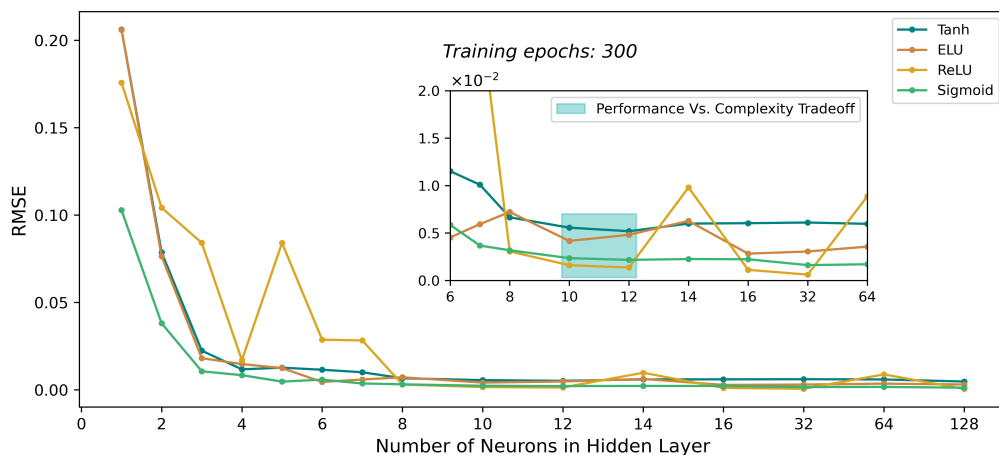 Tanh
ELU
ReLU
Sigmoid
Training epochs: 300
×10⁻²
Performance Vs. Complexity Tradeoff
2.0
1.5
1.0
0.5
0.0
6 8 10 12 14 16 32 64
RMSE
0.20
0.15
0.10
0.05
0.00
0 2 4 6 8 10 12 14 16 32 64 128
Number of Neurons in Hidden Layer